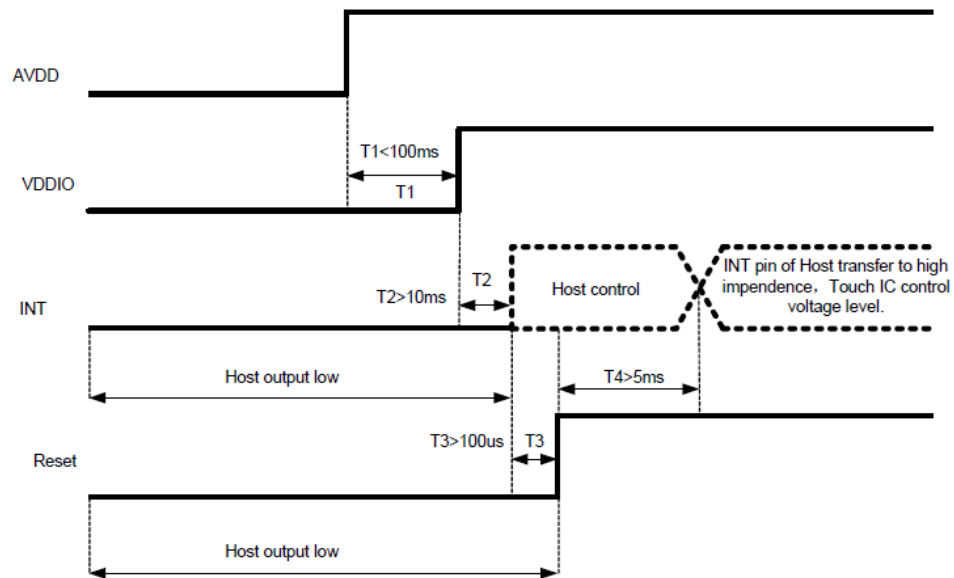 AVDD
T1<100ms
T1
VDDIO
T2
T2>10ms
Host control
INT pin of Host transfer to high
impendence，Touch IC control
voltage level.
INT
Host output low
T4>5ms
T3>100us
T3
Reset
Host output low